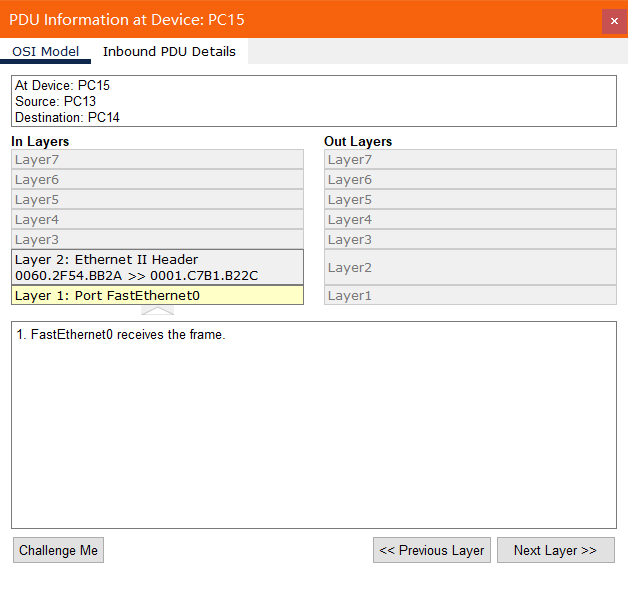 PDU Information at Device: PC15
×
OSI Model
Inbound PDU Details
At Device: PC15
Source: PC13
Destination: PC14
In Layers
Layer7
Layer6
Layer5
Layer4
Layer3
Layer 2: Ethernet II Header
0060.2F54.BB2A >> 0001.C7B1.B22C
Layer 1: Port FastEthernet0
Out Layers
Layer7
Layer6
Layer5
Layer4
Layer3
Layer2
Layer1
1. FastEthernet0 receives the frame.
Challenge Me
<< Previous Layer
Next Layer >>